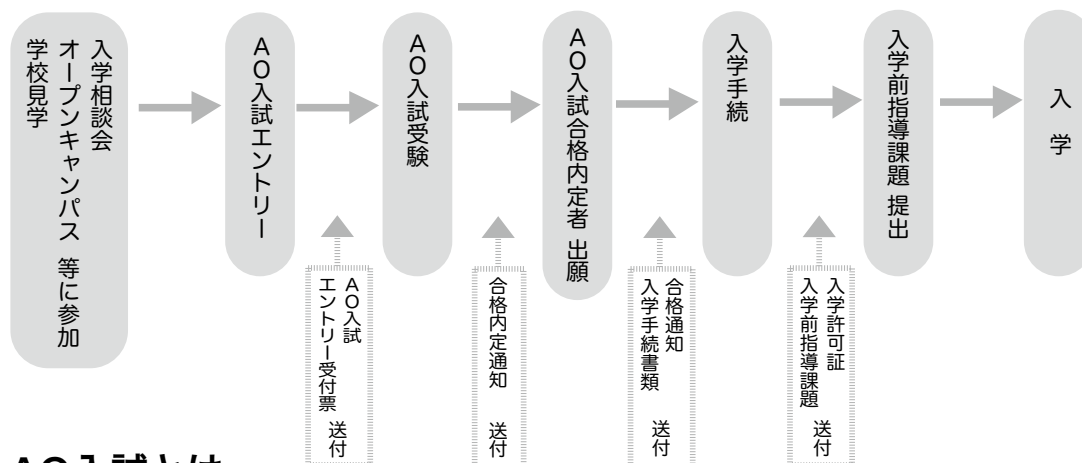 入学相談会
オープンキャンパス 等に参加
学校見学
AO入試エントリー
AO入試受験
AO入試合格内定者 出願
入学手続
入学前指導課題 提出
入 学
AO入試
エントリー受付票 送付
合格内定通知 送付
合格通知
入学手続書類 送付
入学許可証
入学前指導課題 送付
AO入試とは